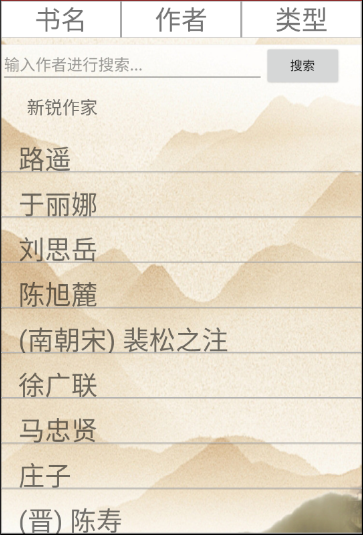 书名 作者 类型
输入作者进行搜索... 搜索
新锐作家
路遥
于丽娜
刘思岳
陈旭麓
(南朝宋) 裴松之注
徐广联
马忠贤
庄子
(晋) 陈寿